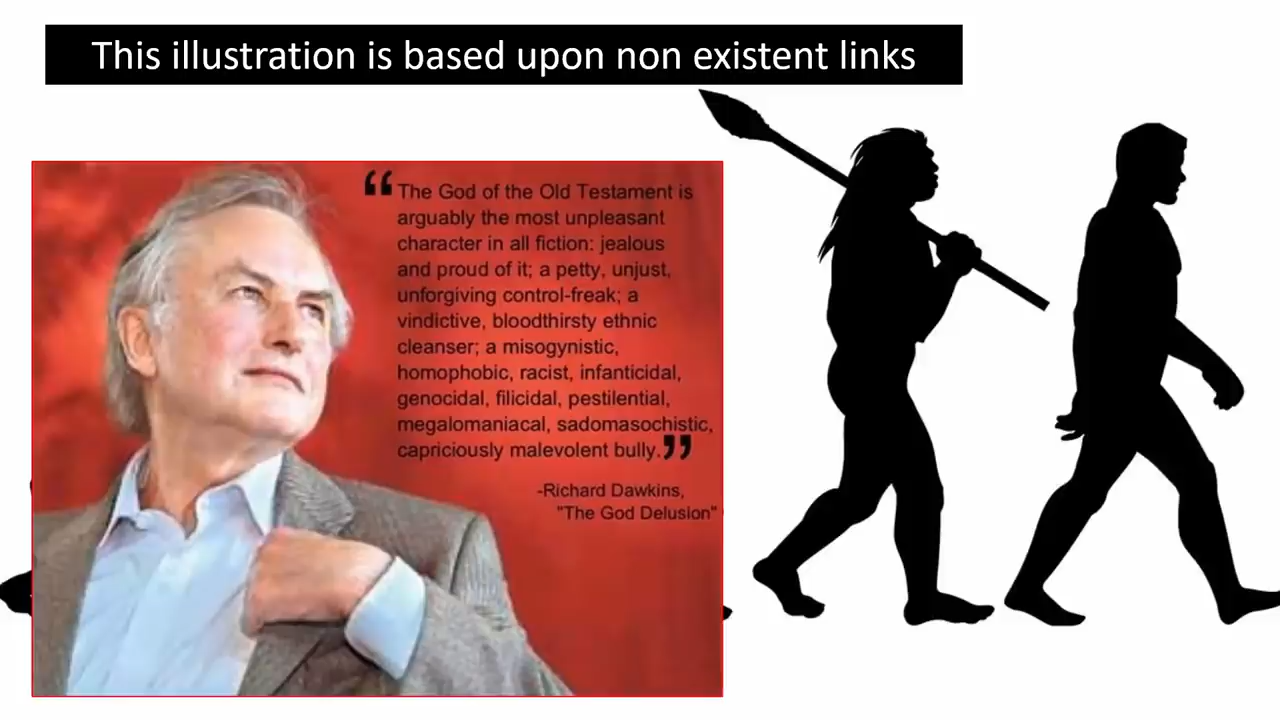 This illustration is based upon non existent links
“The God of the Old Testament is
arguably the most unpleasant
character in all fiction: jealous
and proud of it; a petty, unjust,
unforgiving control-freak; a
vindictive, bloodthirsty ethnic
cleanser; a misogynistic,
homophobic, racist, infanticidal,
genocidal, filicidal, pestilential,
megalomaniacal, sadomasochistic,
capriciously malevolent bully.”
-Richard Dawkins,
"The God Delusion"